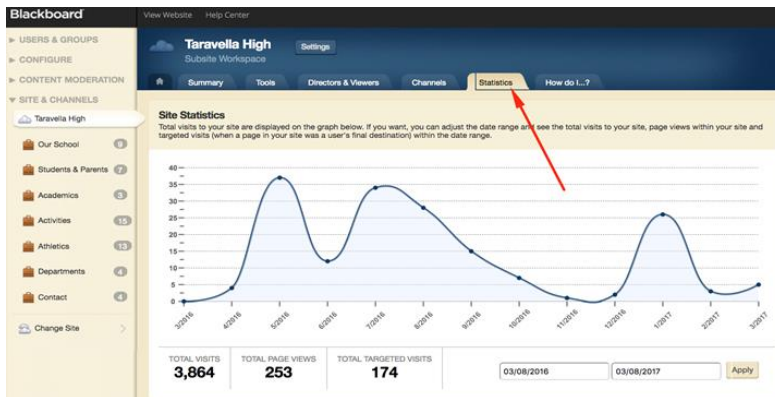 Blackboard
View Website Help Center
USERS & GROUPS
CONFIGURE
CONTENT MODERATION
SITE & CHANNELS
Taravella High
Our School 9
Students & Parents 7
Academics 3
Activities 15
Athletics 13
Departments 4
Contact 0
Change Site
Taravella High Settings
Subsite Workspace
Summary Tools Directors & Viewers Channels Statistics How do I...?
Site Statistics
Total visits to your site are displayed on the graph below. If you want, you can adjust the date range and see the total visits to your site, page views within your site and
targeted visits (when a page in your site was a user's final destination) within the date range.
40
35
30
25
20
15
10
5
0
3/2016 4/2016 5/2016 6/2016 7/2016 8/2016 9/2016 10/2016 11/2016 12/2016 1/2017 2/2017 3/2017
TOTAL VISITS TOTAL PAGE VIEWS TOTAL TARGETED VISITS
3,864 253 174
03/08/2016 03/08/2017 Apply